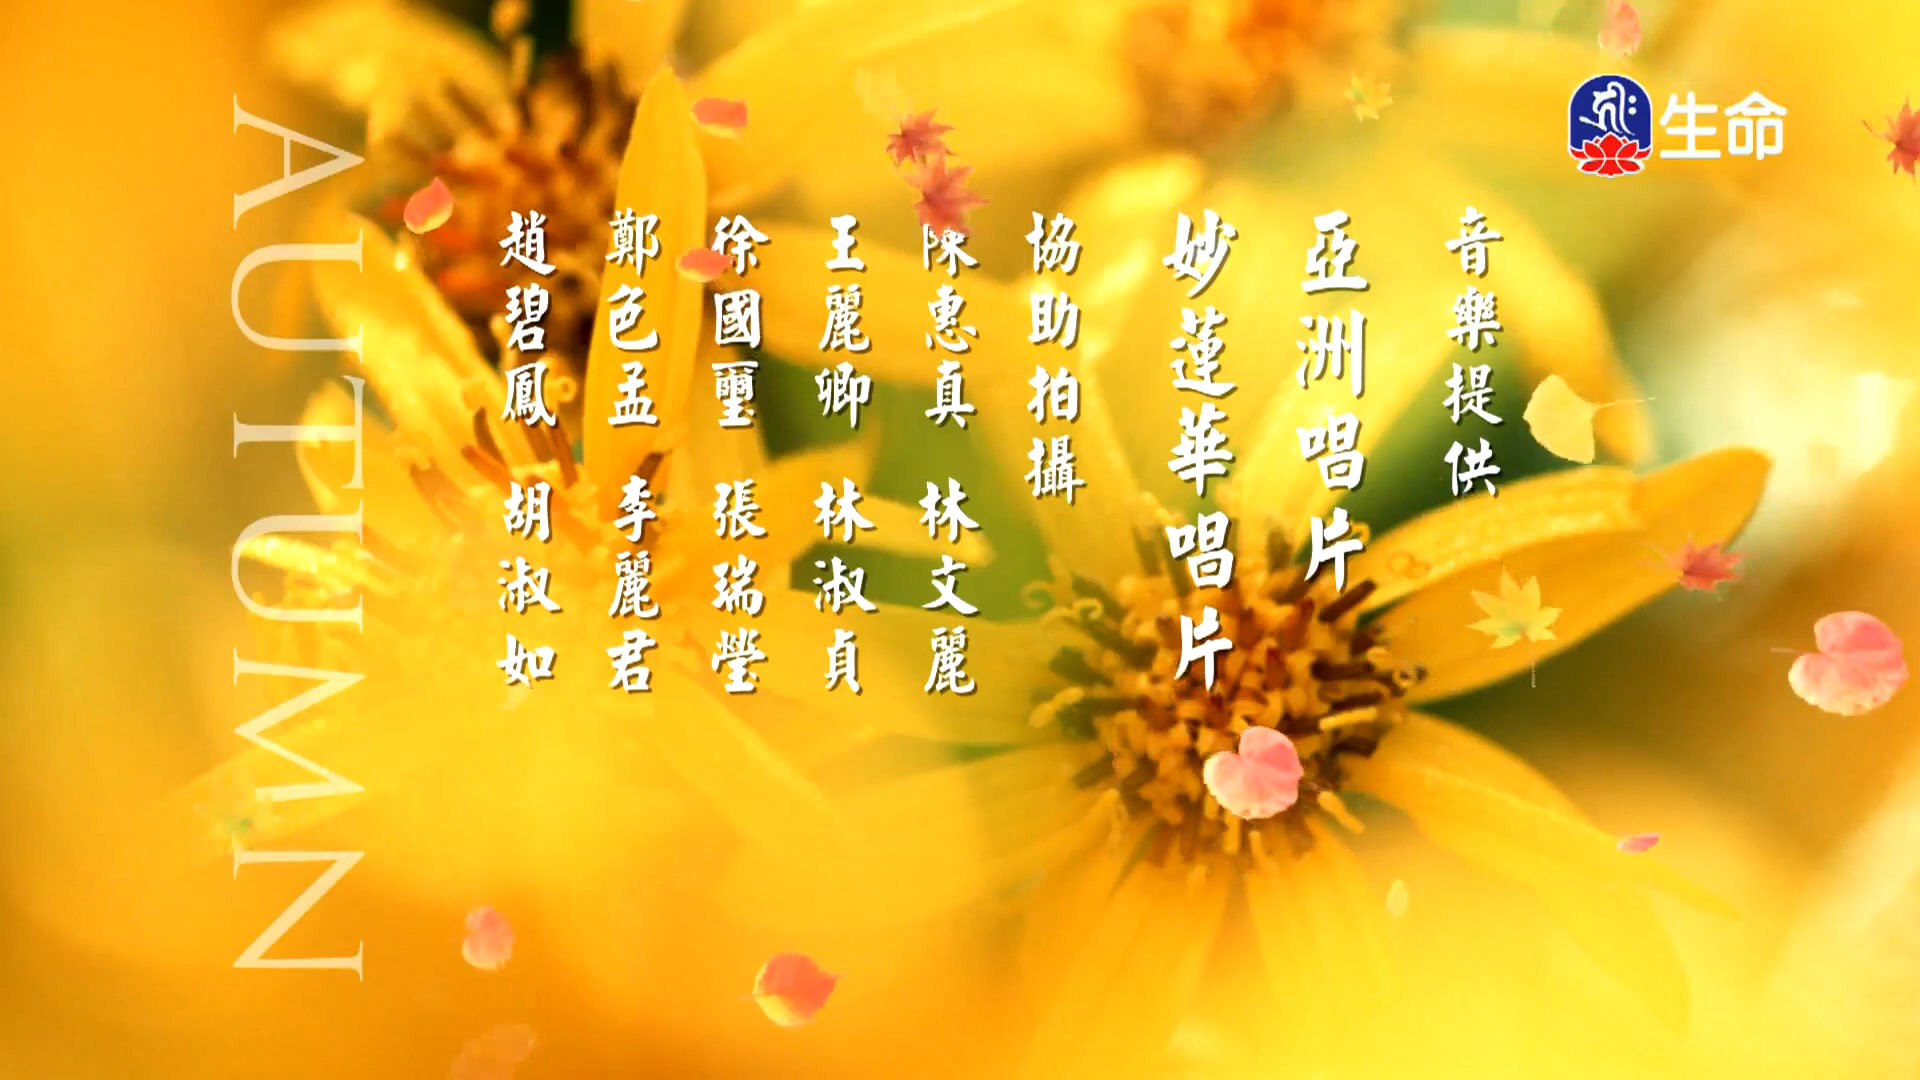 生命
音樂提供
亞洲唱片
妙蓮華唱片
協助拍攝
陳惠真 林文麗
王麗卿 林淑貞
徐國璽 張瑞瑩
鄭色孟 李麗君
趙碧鳳 胡淑如
AUTUMN